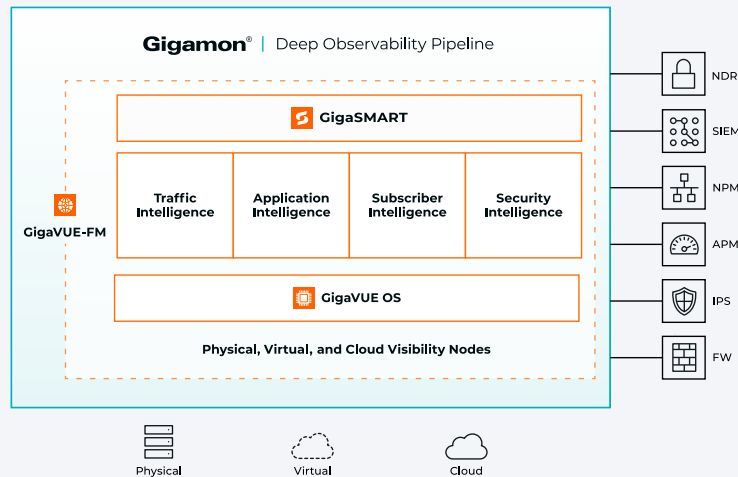 Gigamon® | Deep Observability Pipeline
GigaSMART
Traffic
Intelligence
Application
Intelligence
Subscriber
Intelligence
Security
Intelligence
GigaVUE-FM
GigaVUE OS
Physical, Virtual, and Cloud Visibility Nodes
NDR
SIEM
NPM
APM
IPS
FW
Physical
Virtual
Cloud